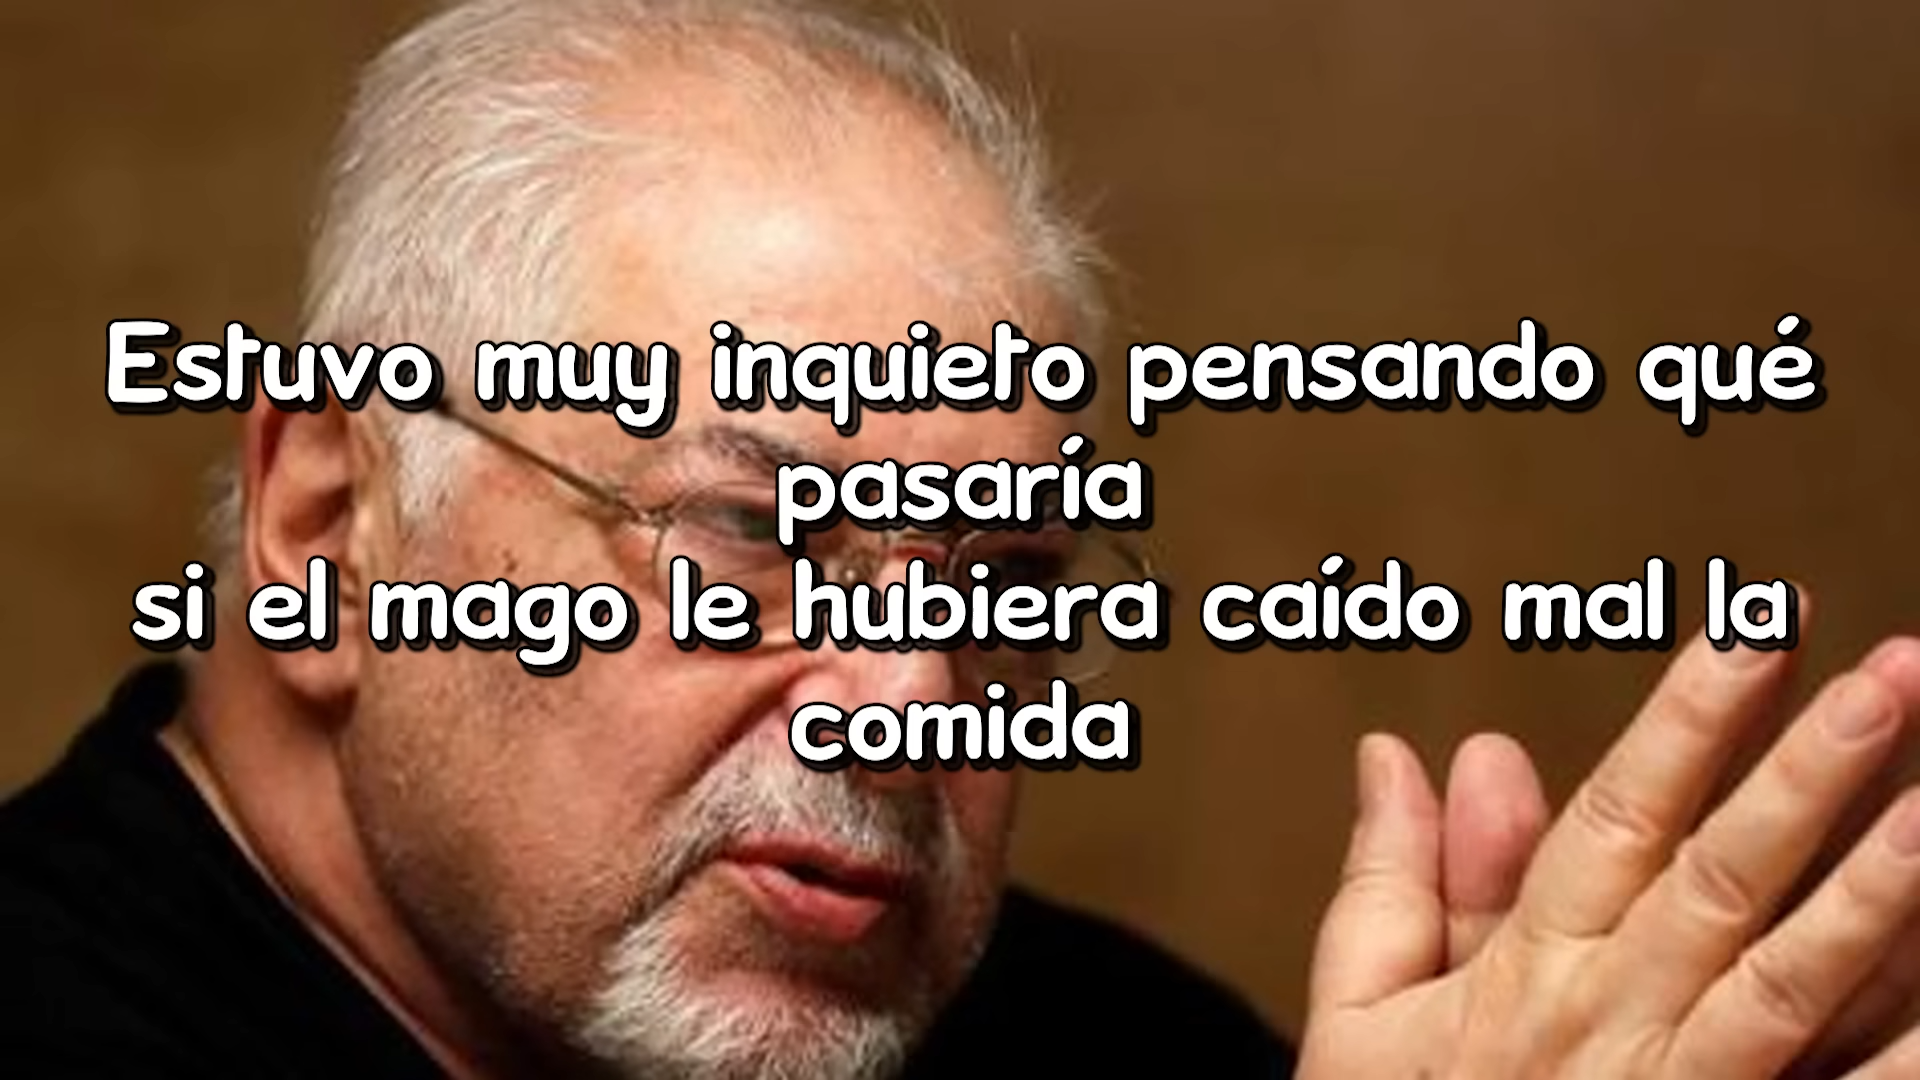 Estuvo muy inquieto pensando qué
pasaría
si el mago le hubiera caído mal la
comida